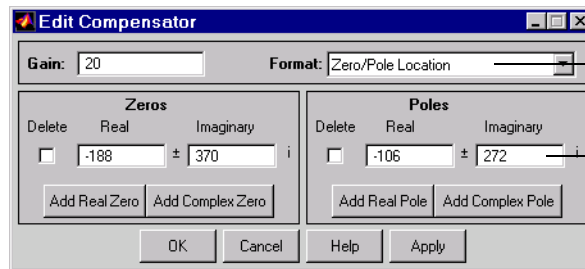 Edit Compensator
Gain: 20 Format: Zero/Pole Location
Zeros
Delete Real Imaginary
-188 ± 370 i
Add Real Zero Add Complex Zero
Poles
Delete Real Imaginary
-106 ± 272 i
Add Real Pole Add Complex Pole
OK Cancel Help Apply